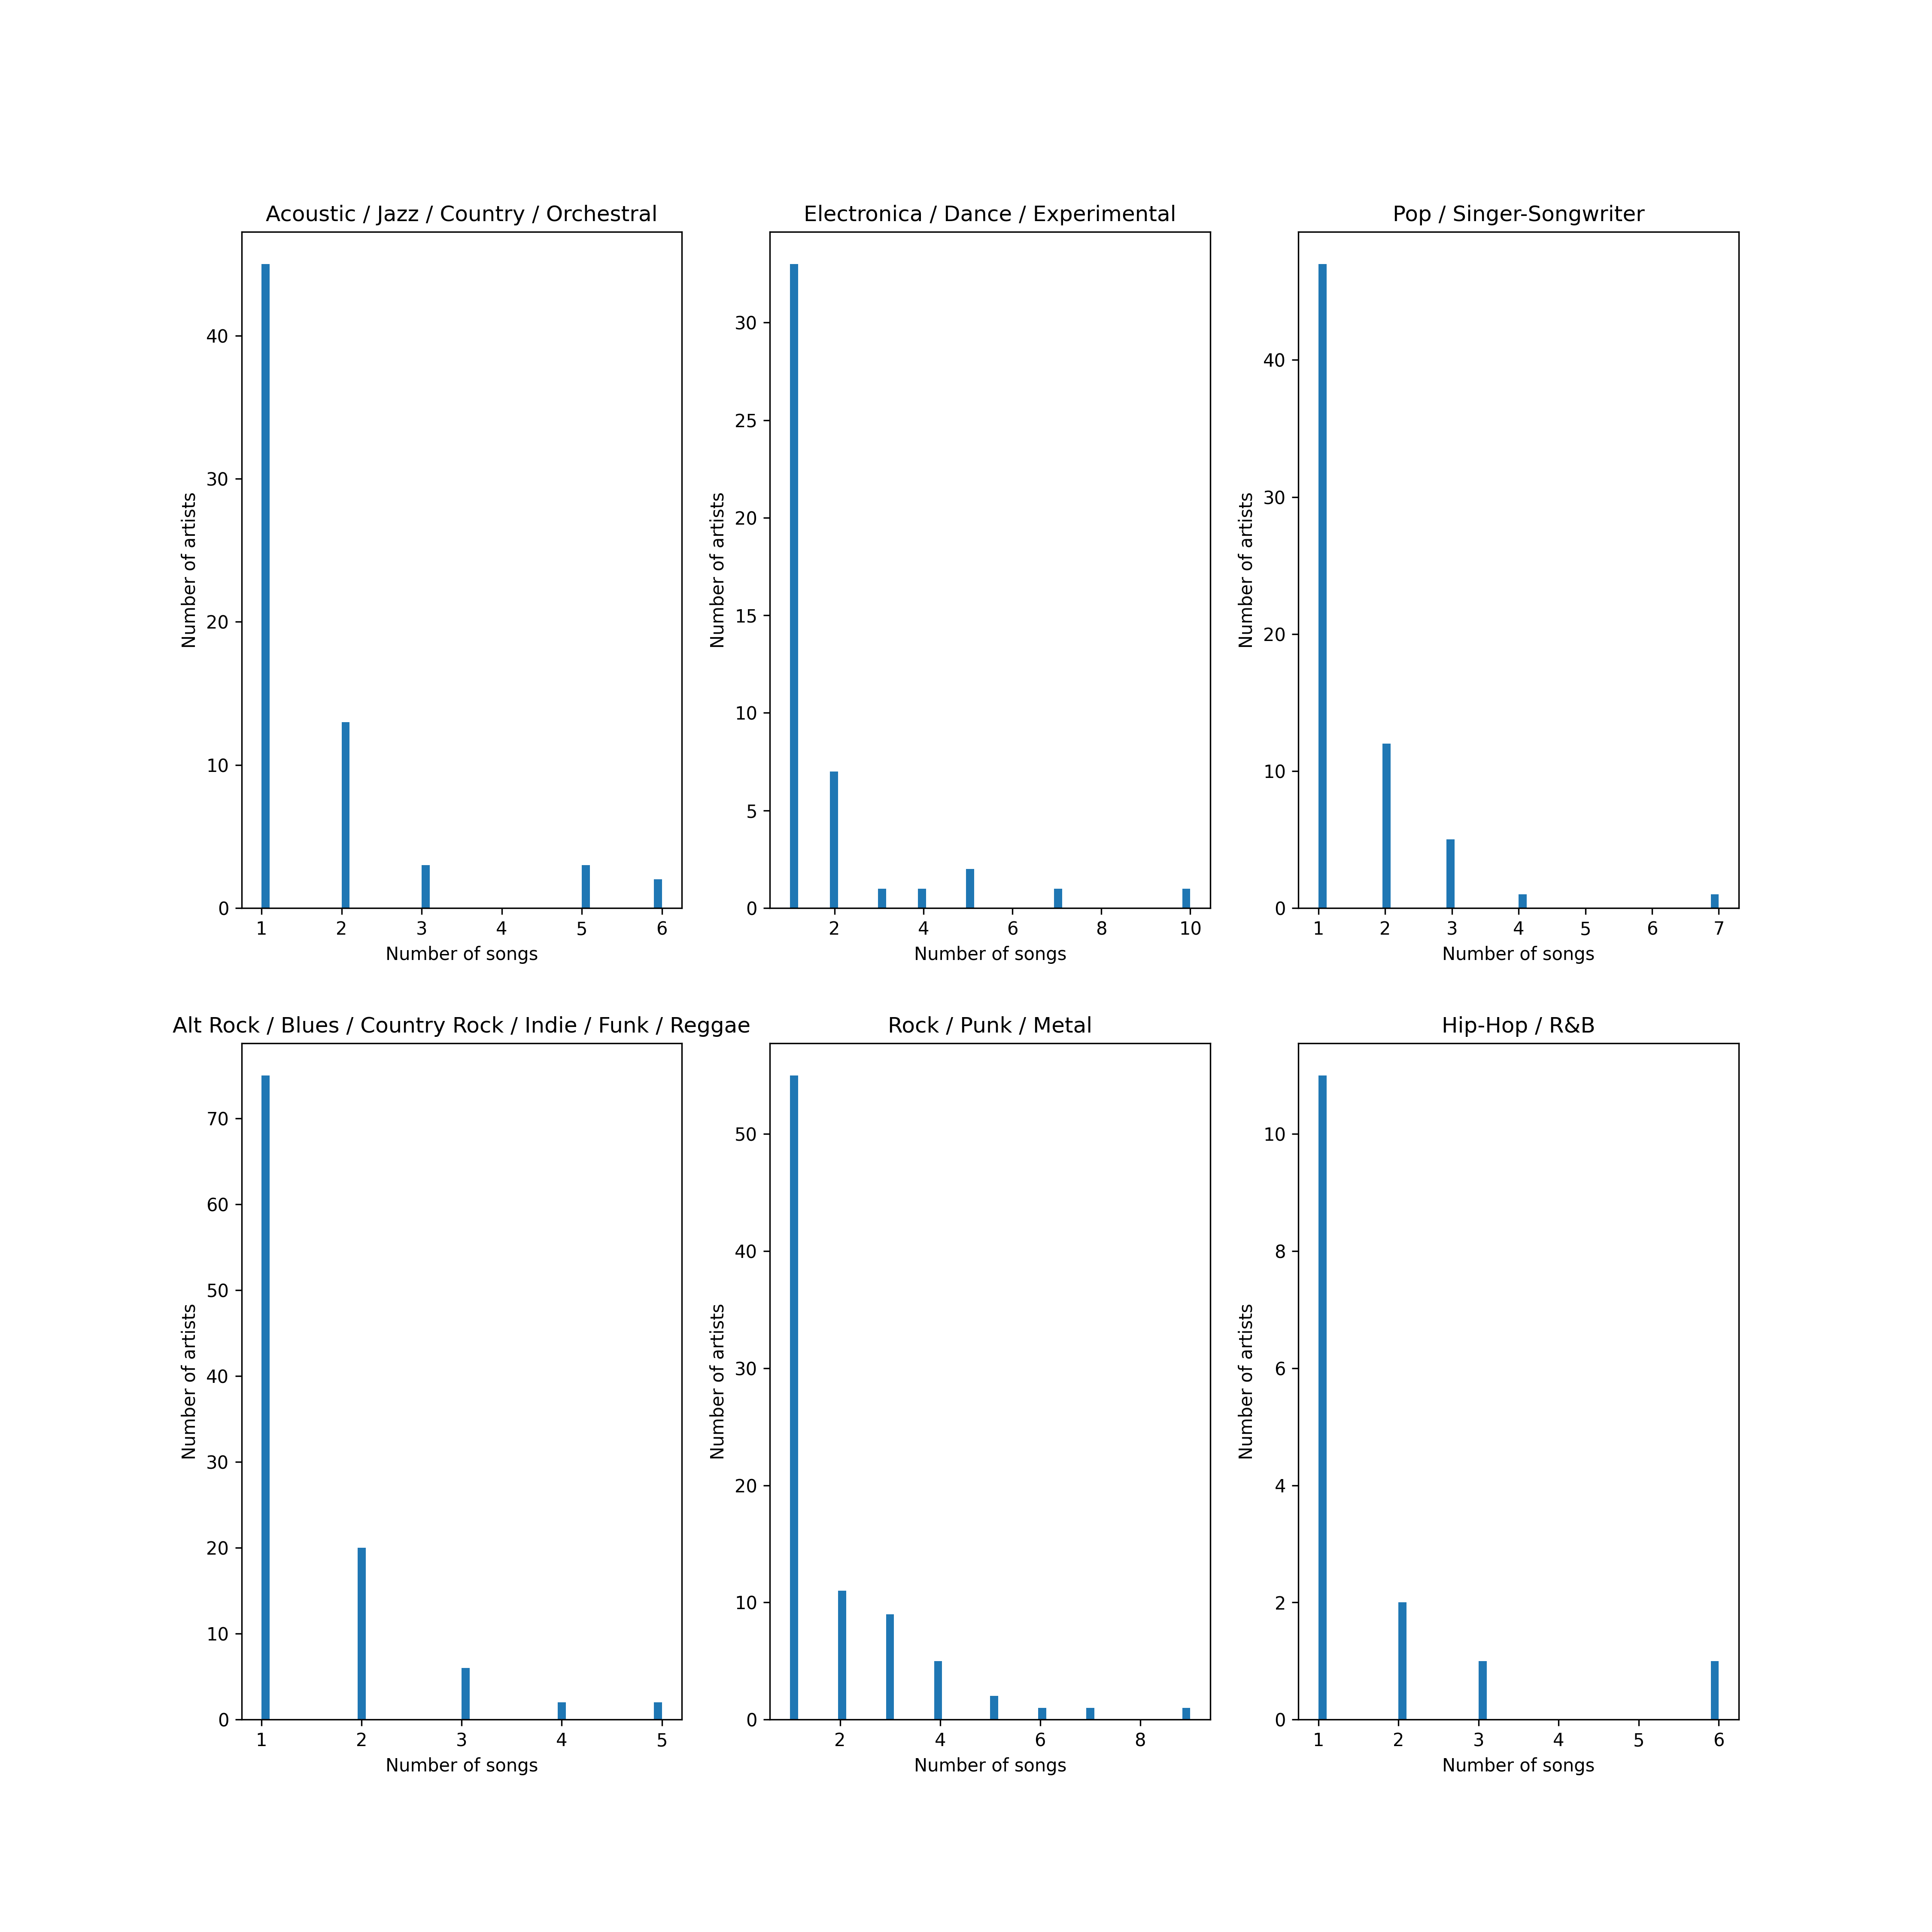 Acoustic / Jazz / Country / Orchestral
Number of artists
40
30
20
10
0
1 2 3 4 5 6
Number of songs
Electronica / Dance / Experimental
Number of artists
30
25
20
15
10
5
0
2 4 6 8 10
Number of songs
Pop / Singer-Songwriter
Number of artists
40
30
20
10
0
1 2 3 4 5 6 7
Number of songs
Alt Rock / Blues / Country Rock / Indie / Funk / Reggae
Number of artists
70
60
50
40
30
20
10
0
1 2 3 4 5
Number of songs
Rock / Punk / Metal
Number of artists
50
40
30
20
10
0
2 4 6 8
Number of songs
Hip-Hop / R&B
Number of artists
10
8
6
4
2
0
1 2 3 4 5 6
Number of songs